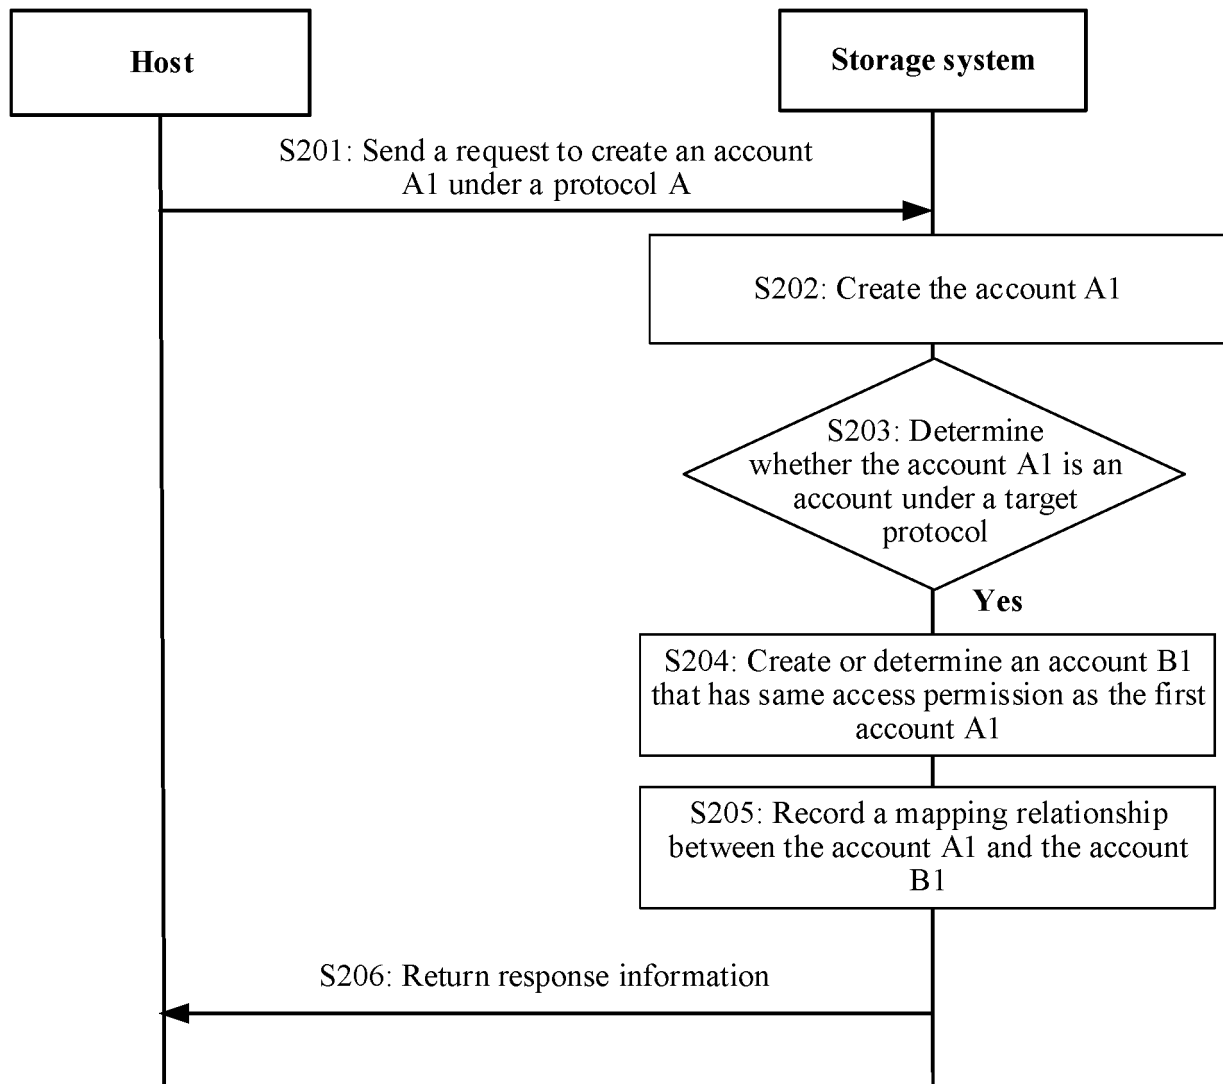 Host
Storage system
S201: Send a request to create an account
A1 under a protocol A
S202: Create the account A1
S203: Determine
whether the account A1 is an
account under a target
protocol
Yes
S204: Create or determine an account B1
that has same access permission as the first
account A1
S205: Record a mapping relationship
between the account A1 and the account
B1
S206: Return response information